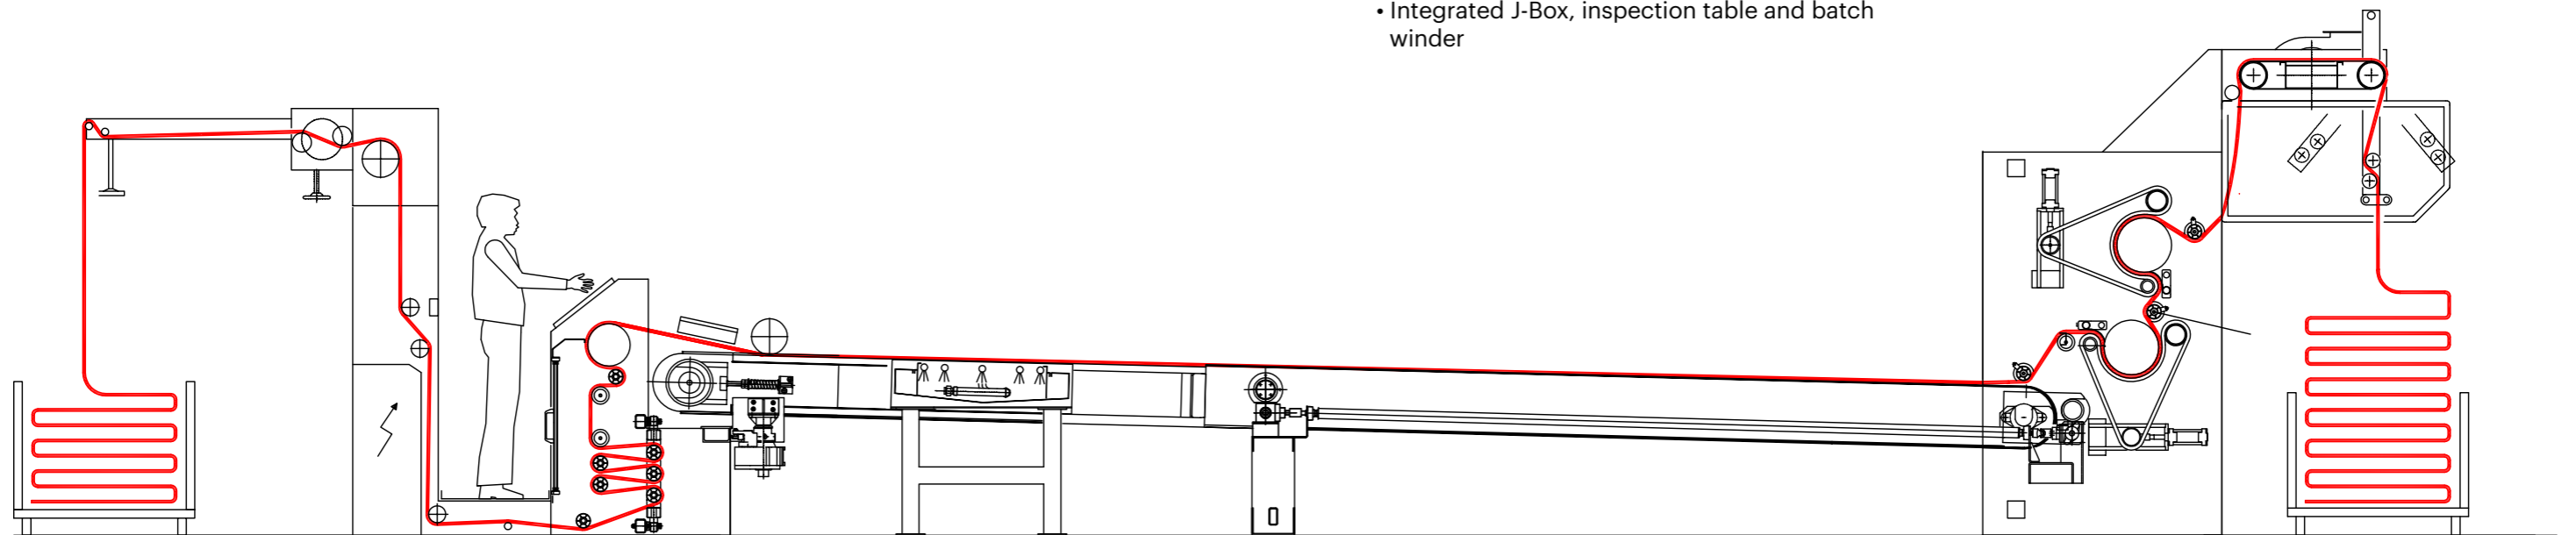 • Integrated J-Box, inspection table and batch
winder